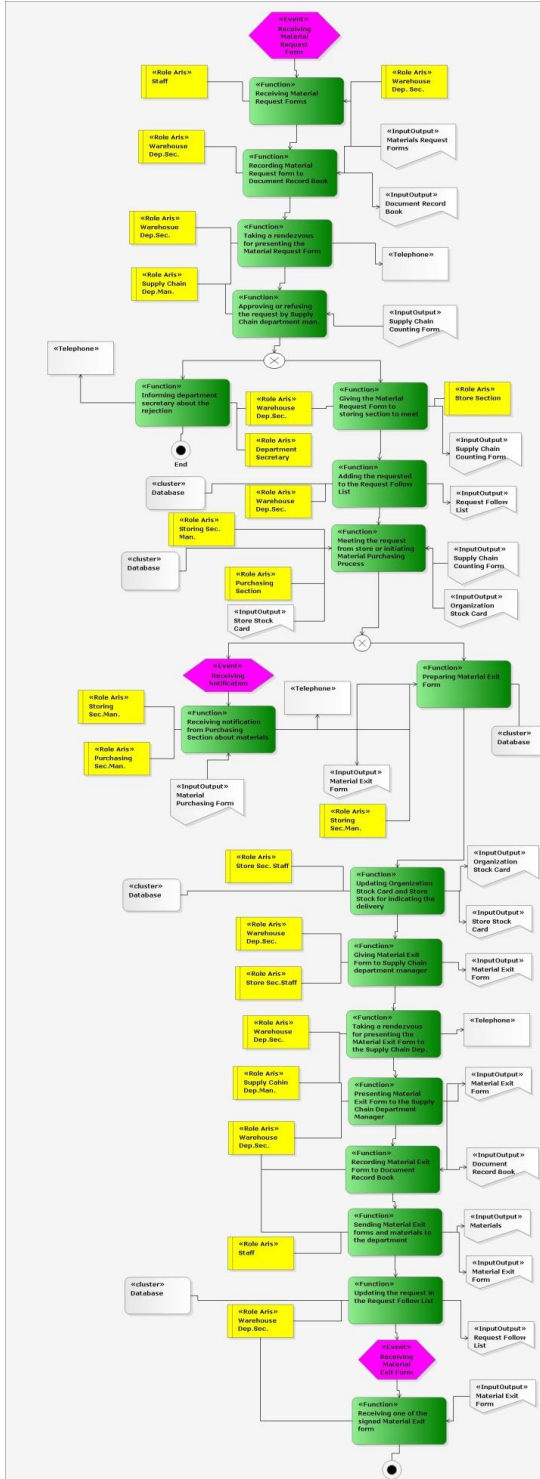 «Event»
Receiving
Material
Request
Form
«Role Aris»
Staff
«Function»
Receiving Material
Request Forms
«Role Aris»
Warehouse
Dep. Sec.
«Role Aris»
Warehouse
Dep.Sec.
«Function»
Recording Material
Request form to
Document Record Book
«InputOutput»
Materials Request
Forms
«InputOutput»
Document Record
Book
«Role Aris»
Warehosue
Dep.Sec.
«Function»
Taking a rendezvous
for presenting the
Material Request Form
«Telephone»
«Role Aris»
Supply Chain
Dep.Man.
«Function»
Approving or refusing
the request by Supply
Chain department man.
«InputOutput»
Supply Chain
Counting Form
«Telephone»
«Function»
Informing department
secretary about the
rejection
«Role Aris»
Warehouse
Dep.Sec.
«Function»
Giving the Material
Request Form to
storing section to meet
«Role Aris»
Store Section
End
«Role Aris»
Department
Secretary
«InputOutput»
Supply Chain
Counting Form
«cluster»
Database
«Role Aris»
Warehouse
Dep.Sec.
«Function»
Adding the requested
to the Request Follow
List
«InputOutput»
Request Follow
List
«Role Aris»
Storing Sec.
Man.
«Function»
Meeting the request
from store or initiating
Material Purchasing
Process
«cluster»
Database
«InputOutput»
Supply Chain
Counting Form
«Role Aris»
Purchasing
Section
«InputOutput»
Organization
Stock Card
«InputOutput»
Store Stock
Card
«Event»
Receiving
Notification
«Function»
Preparing Material Exit
Form
«Telephone»
«Role Aris»
Storing
Sec.Man.
«Function»
Receiving notification
from Purchasing
Section about materials
«cluster»
Database
«Role Aris»
Purchasing
Sec.Man.
«InputOutput»
Material
Purchasing Form
«InputOutput»
Material Exit
Form
«Role Aris»
Storing
Sec.Man.
«Role Aris»
Store Sec. Staff
«cluster»
Database
«Function»
Updating Organization
Stock Card and Store
Stock for indicating the
delivery
«InputOutput»
Organization
Stock Card
«InputOutput»
Store Stock
Card
«Role Aris»
Warehouse
Dep.Sec.
«Function»
Giving Material Exit
Form to Supply Chain
department manager
«InputOutput»
Material Exit Form
«Role Aris»
Store Sec.Staff
«Role Aris»
Warehouse
Dep.Sec.
«Function»
Taking a rendezvous
for presenting the
MAterial Exit Form to
the Supply Chain Dep.
«Telephone»
«Role Aris»
Supply Cahin
Dep.Man.
«Function»
Presenting Material
Exit Form to the Supply
Chain Department
Manager
«InputOutput»
Material Exit
Form
«Role Aris»
Warehouse
Dep.Sec.
«Function»
Recording Material Exit
Form to Document
Record Book
«InputOutput»
Document
Record Book
«Role Aris»
Staff
«Function»
Sending Material Exit
forms and materials to
the department
«InputOutput»
Materials
«InputOutput»
Material Exit
Form
«cluster»
Database
«Function»
Updating the request in
the Request Follow List
«Role Aris»
Warehouse
Dep.Sec.
«InputOutput»
Request Follow
List
«Event»
Receiving
Material
Exit Form
«Function»
Receiving one of the
signed Material Exit
form
«InputOutput»
Material Exit
Form